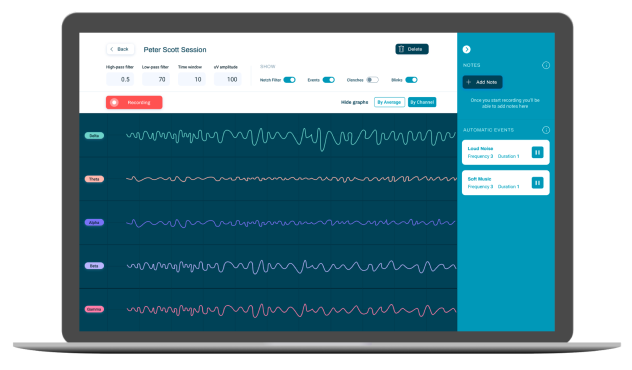 Back
Peter Scott Session
Delete
High-pass filter
Low-pass filter
Time window
uV amplitude
SHOW
0.5
70
10
100
Notch Filter
Events
Clenches
Blinks
Recording
Hide graphs
By Average
By Channel
Delta
Theta
Alpha
Beta
Gamma
NOTES
+ Add Note
Once you start recording you'll be
able to add notes here
AUTOMATIC EVENTS
Loud Noise
Frequency 3 Duration 1
Soft Music
Frequency 3 Duration 1